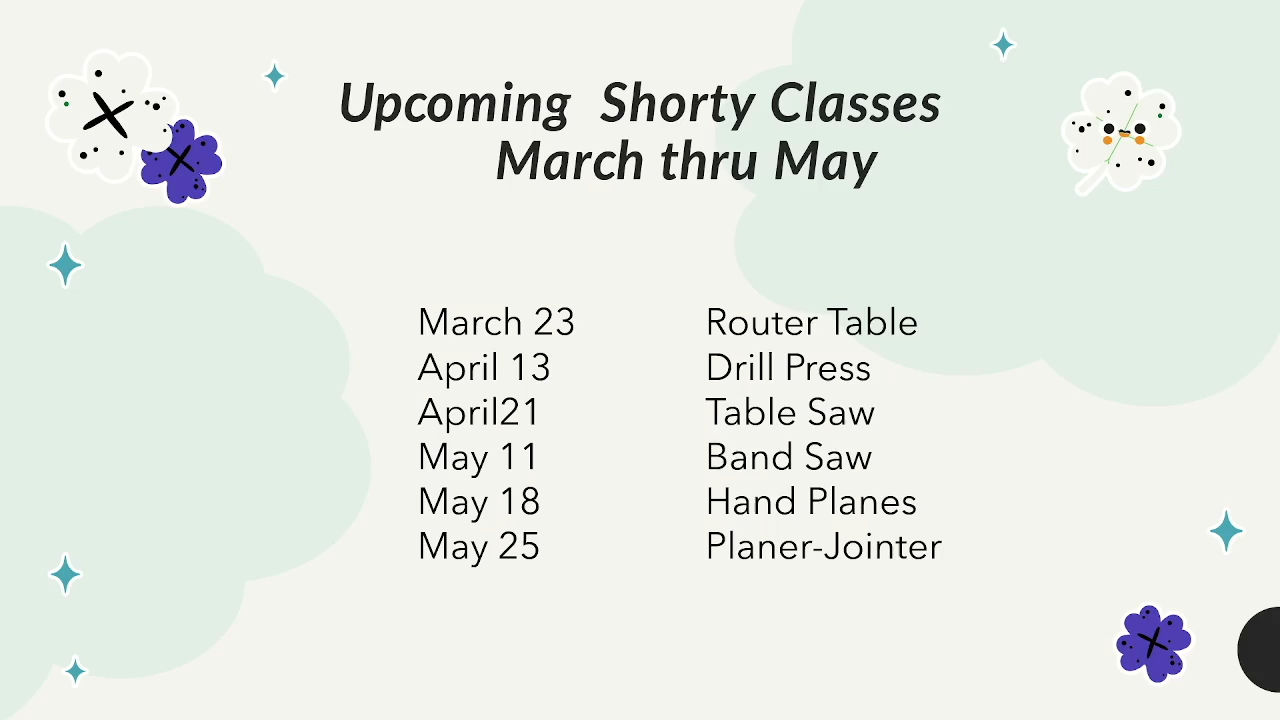 Upcoming Shorty Classes
March thru May
March 23 Router Table
April 13 Drill Press
April21 Table Saw
May 11 Band Saw
May 18 Hand Planes
May 25 Planer-Jointer